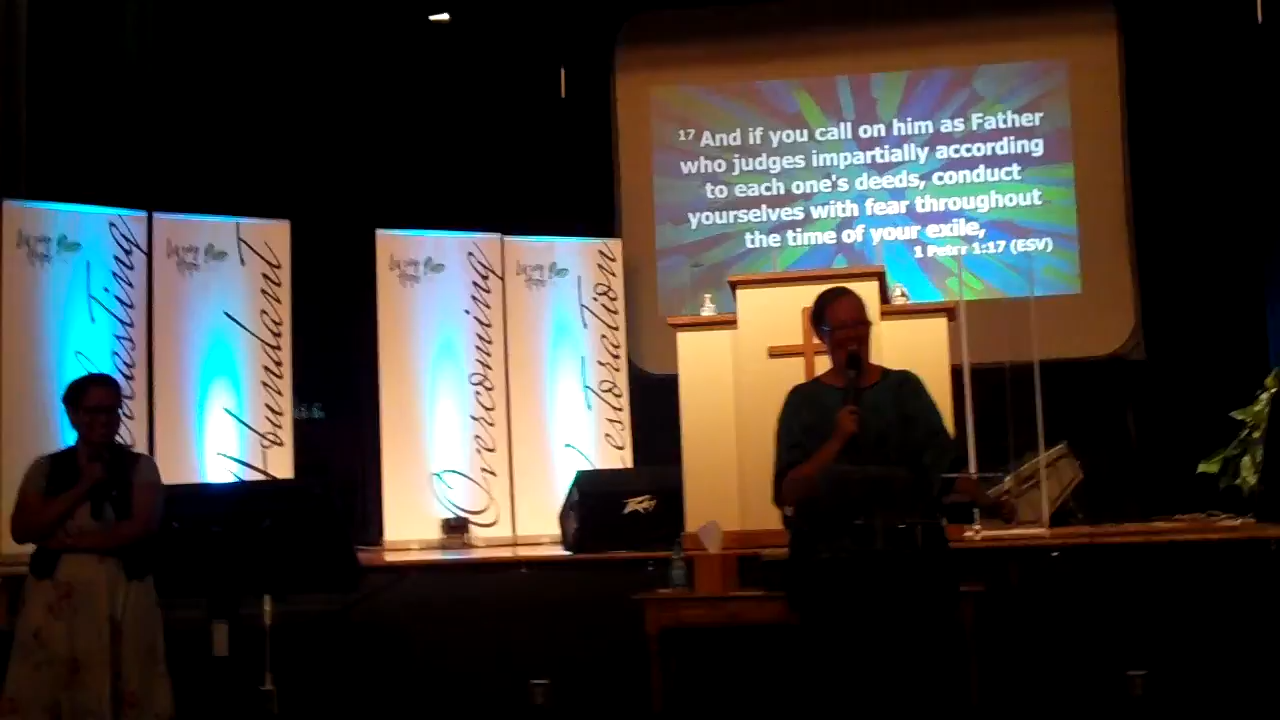 17 And if you call on him as Father
who judges impartially according
to each one's deeds, conduct
yourselves with fear throughout
the time of your exile,
1 Peter 1:17 (ESV)
Abundant
Overcoming
Restoration